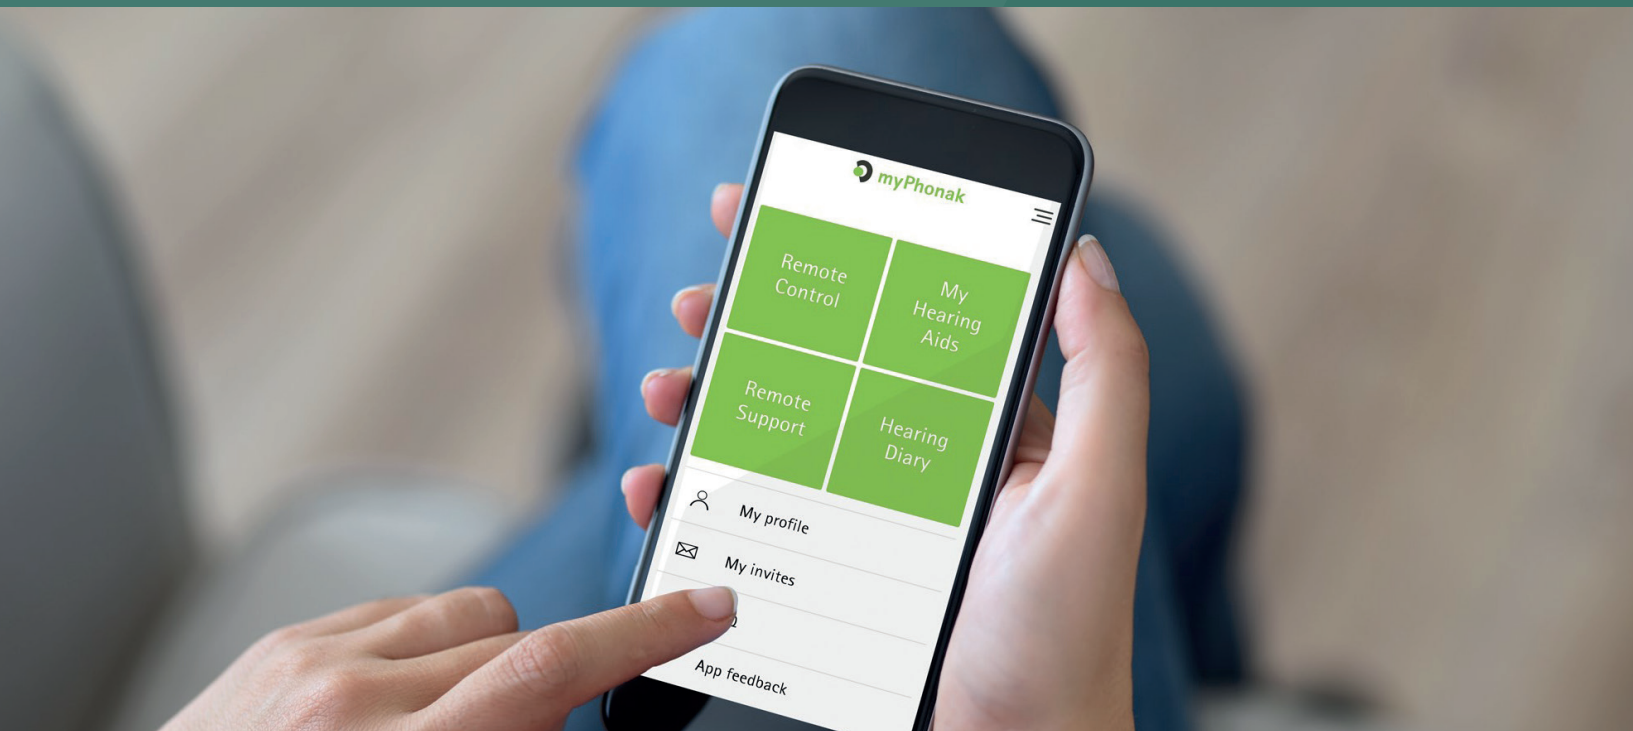 myPhonak
Remote
Control
My
Hearing
Aids
Remote
Support
Hearing
Diary
My profile
My invites
App feedback